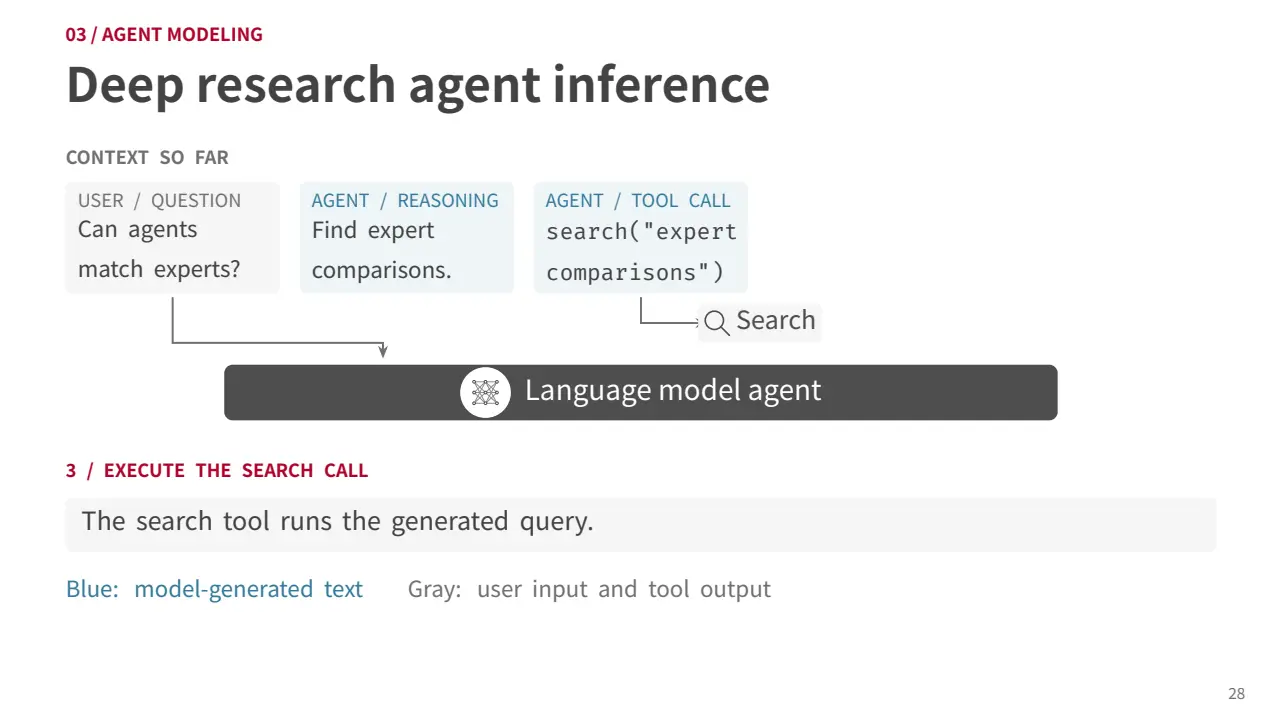 03 / AGENT MODELING
Deep research agent inference
CONTEXT SO FAR
USER / QUESTION
Can agents
match experts?
AGENT / REASONING
Find expert
comparisons.
AGENT / TOOL CALL
search("expert
comparisons")
Search
Language model agent
3 / EXECUTE THE SEARCH CALL
The search tool runs the generated query.
Blue: model-generated text
Gray: user input and tool output
28